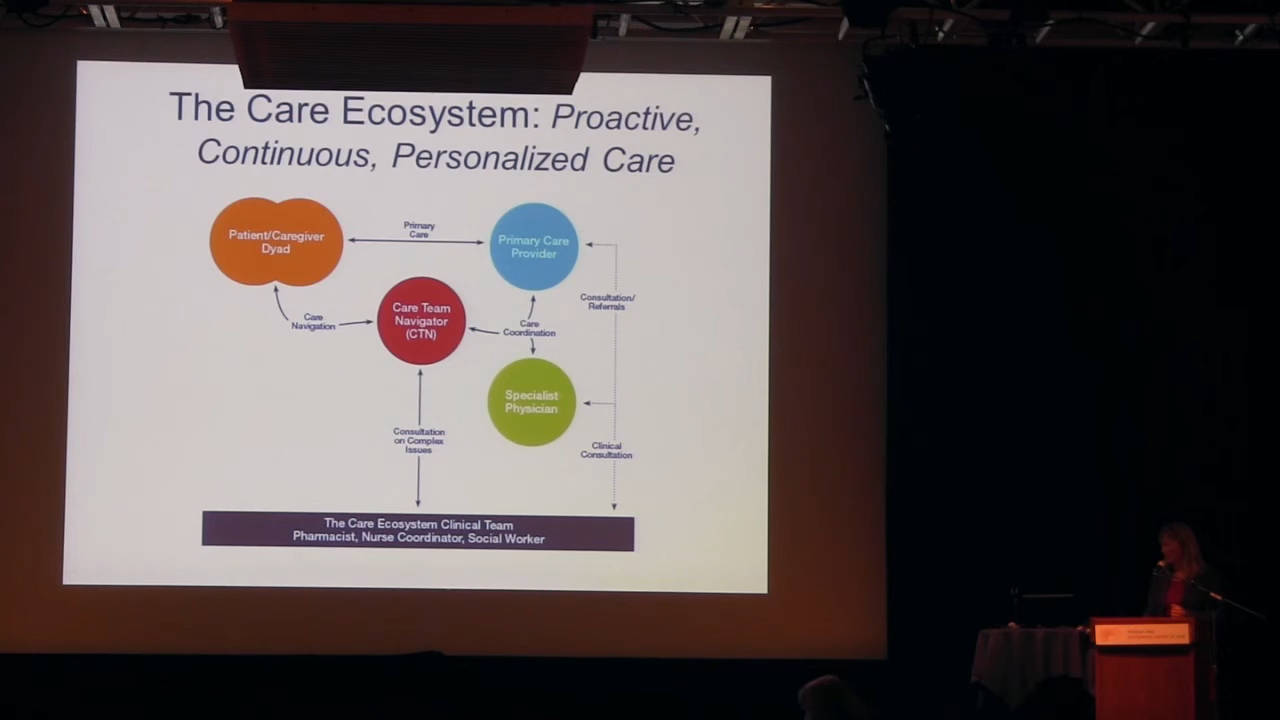 The Care Ecosystem: Proactive,
Continuous, Personalized Care
Patient/Caregiver
Dyad
Primary
Care
Primary Care
Provider
Care Team
Navigator
(CTN)
Care
Navigation
Care
Coordination
Consultation/
Referrals
Specialist
Physician
Consultation
on Complex
Issues
Clinical
Consultation
The Care Ecosystem Clinical Team
Pharmacist, Nurse Coordinator, Social Worker